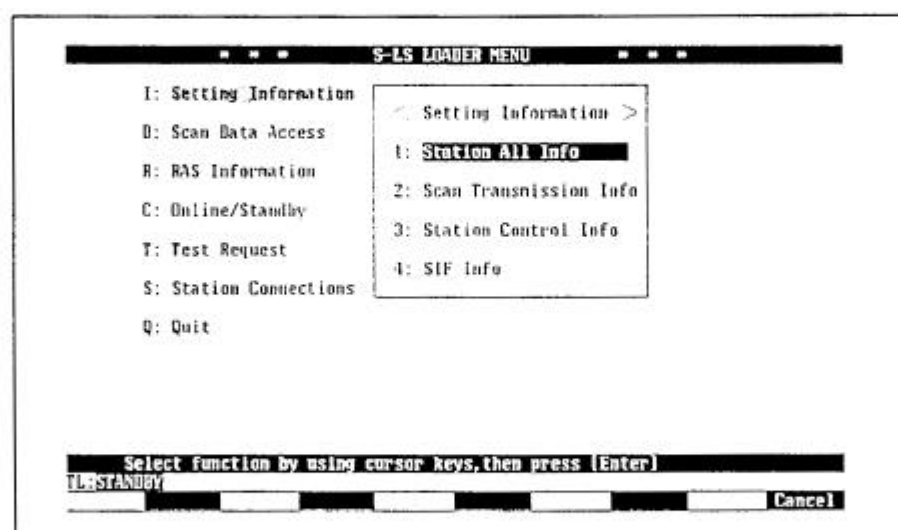 S-LS LOADER MENU
I: Setting Information
D: Scan Data Access
R: RAS Information
C: Online/Standby
T: Test Request
S: Station Connections
Q: Quit
< Setting Information >
1: Station All Info
2: Scan Transmission Info
3: Station Control Info
4: SIF Info
Select function by using cursor keys,then press [Enter]
TL:STANDBY
Cancel